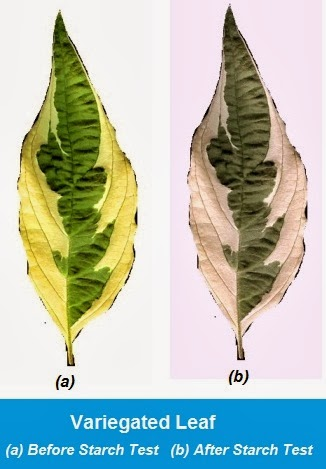 (a) (b)
Variegated Leaf
(a) Before Starch Test (b) After Starch Test